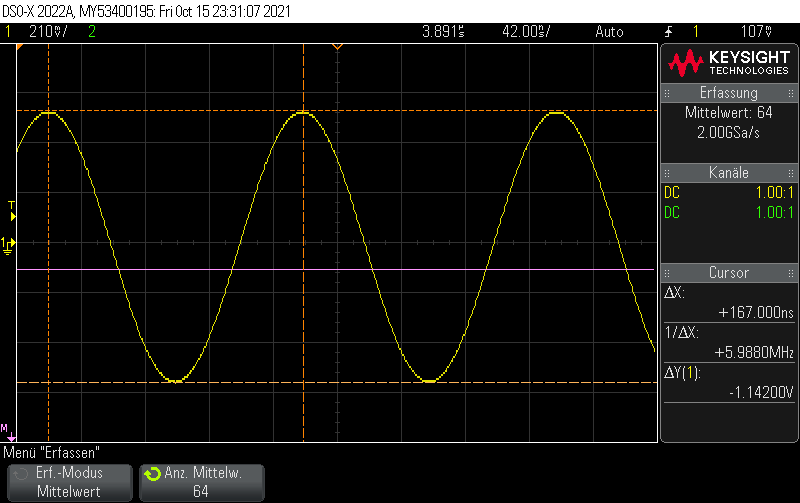 DSO-X 2022A, MY53400195: Fri Oct 15 23:31:07 2021
1 210mV/ 2 3.891µs 42.00ns/ Auto 1 107mV
KEYSIGHT
TECHNOLOGIES
Erfassung
Mittelwert: 64
2.00GSa/s
Kanäle
DC 1.00:1
DC 1.00:1
Cursor
ΔX:
+167.000ns
1/ΔX:
+5.9880MHz
ΔY(1):
-1.14200V
T
1
M
Menü "Erfassen"
Erf.-Modus
Mittelwert
Anz. Mittelw.
64